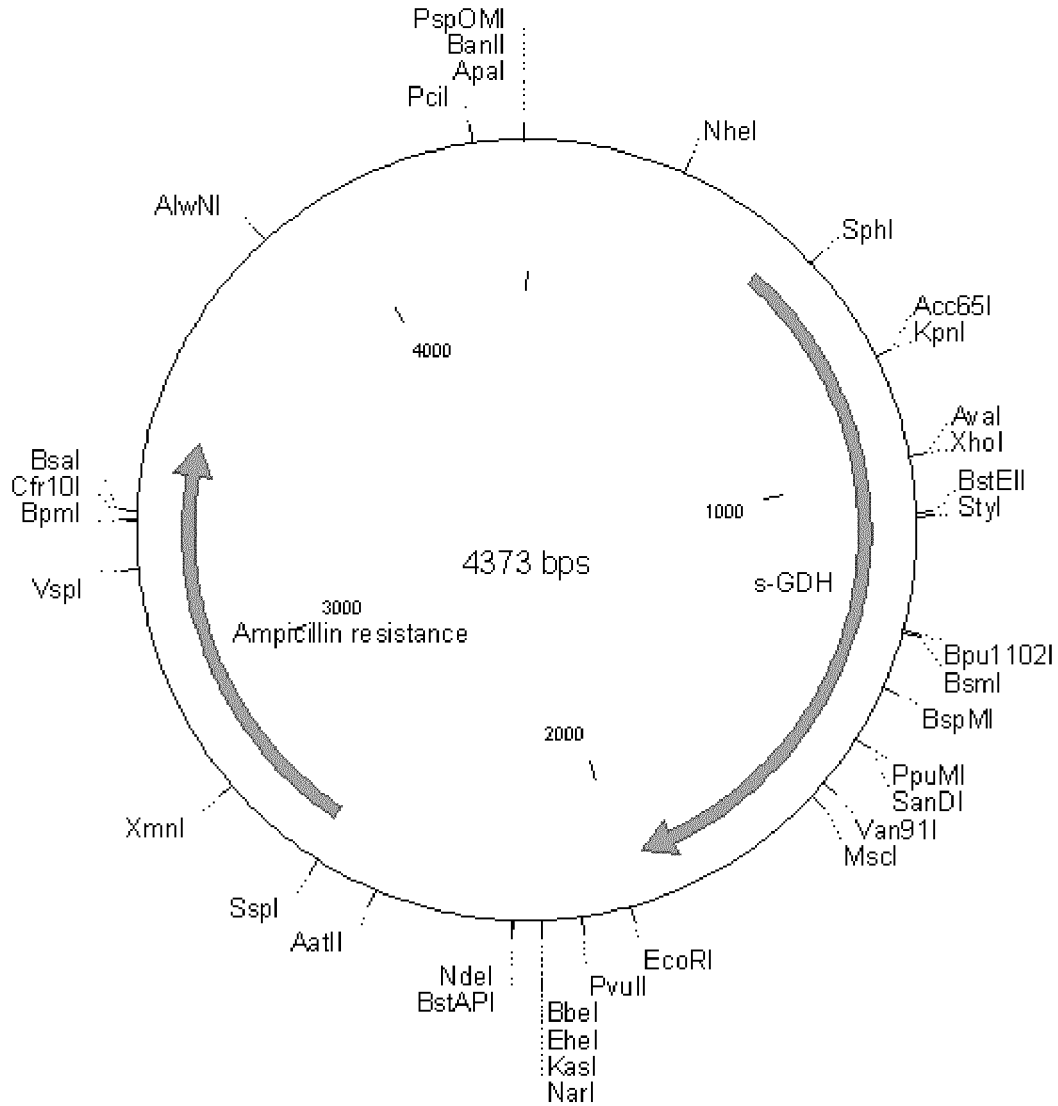 PspOMI
BanII
ApaI
PciI
NheI
AlwNI
SphI
Acc65I
KpnI
4000
AvaI
XhoI
BsaI
Cfr10I
BpmI
BstEII
StyI
1000
4373 bps
s-GDH
VspI
3000
Ampicillin resistance
Bpu1102I
BsmI
BspMI
2000
PpuMI
SanDI
Van91I
MscI
XmnI
SspI
AatII
EcoRI
NdeI
BstAPI
PvuII
BbeI
EheI
KasI
NarI